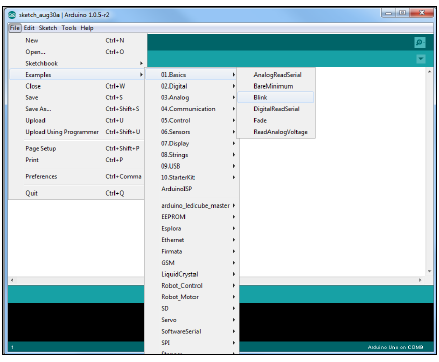 sketch_aug30a | Arduino 1.0.5-r2
File Edit Sketch Tools Help
New Ctrl+N
Open... Ctrl+O
Sketchbook
Examples
Close Ctrl+W
Save Ctrl+S
Save As... Ctrl+Shift+S
Upload Ctrl+U
Upload Using Programmer Ctrl+Shift+U
Page Setup Ctrl+Shift+P
Print Ctrl+P
Preferences Ctrl+Comma
Quit Ctrl+Q
01.Basics
02.Digital
03.Analog
04.Communication
05.Control
06.Sensors
07.Display
08.Strings
09.USB
10.StarterKit
ArduinoISP
arduino_ledcube_master
EEPROM
Esplora
Ethernet
Firmata
GSM
LiquidCrystal
Robot_Control
Robot_Motor
SD
Servo
SoftwareSerial
SPI
AnalogReadSerial
BareMinimum
Blink
DigitalReadSerial
Fade
ReadAnalogVoltage
1
Arduino Uno on COM9